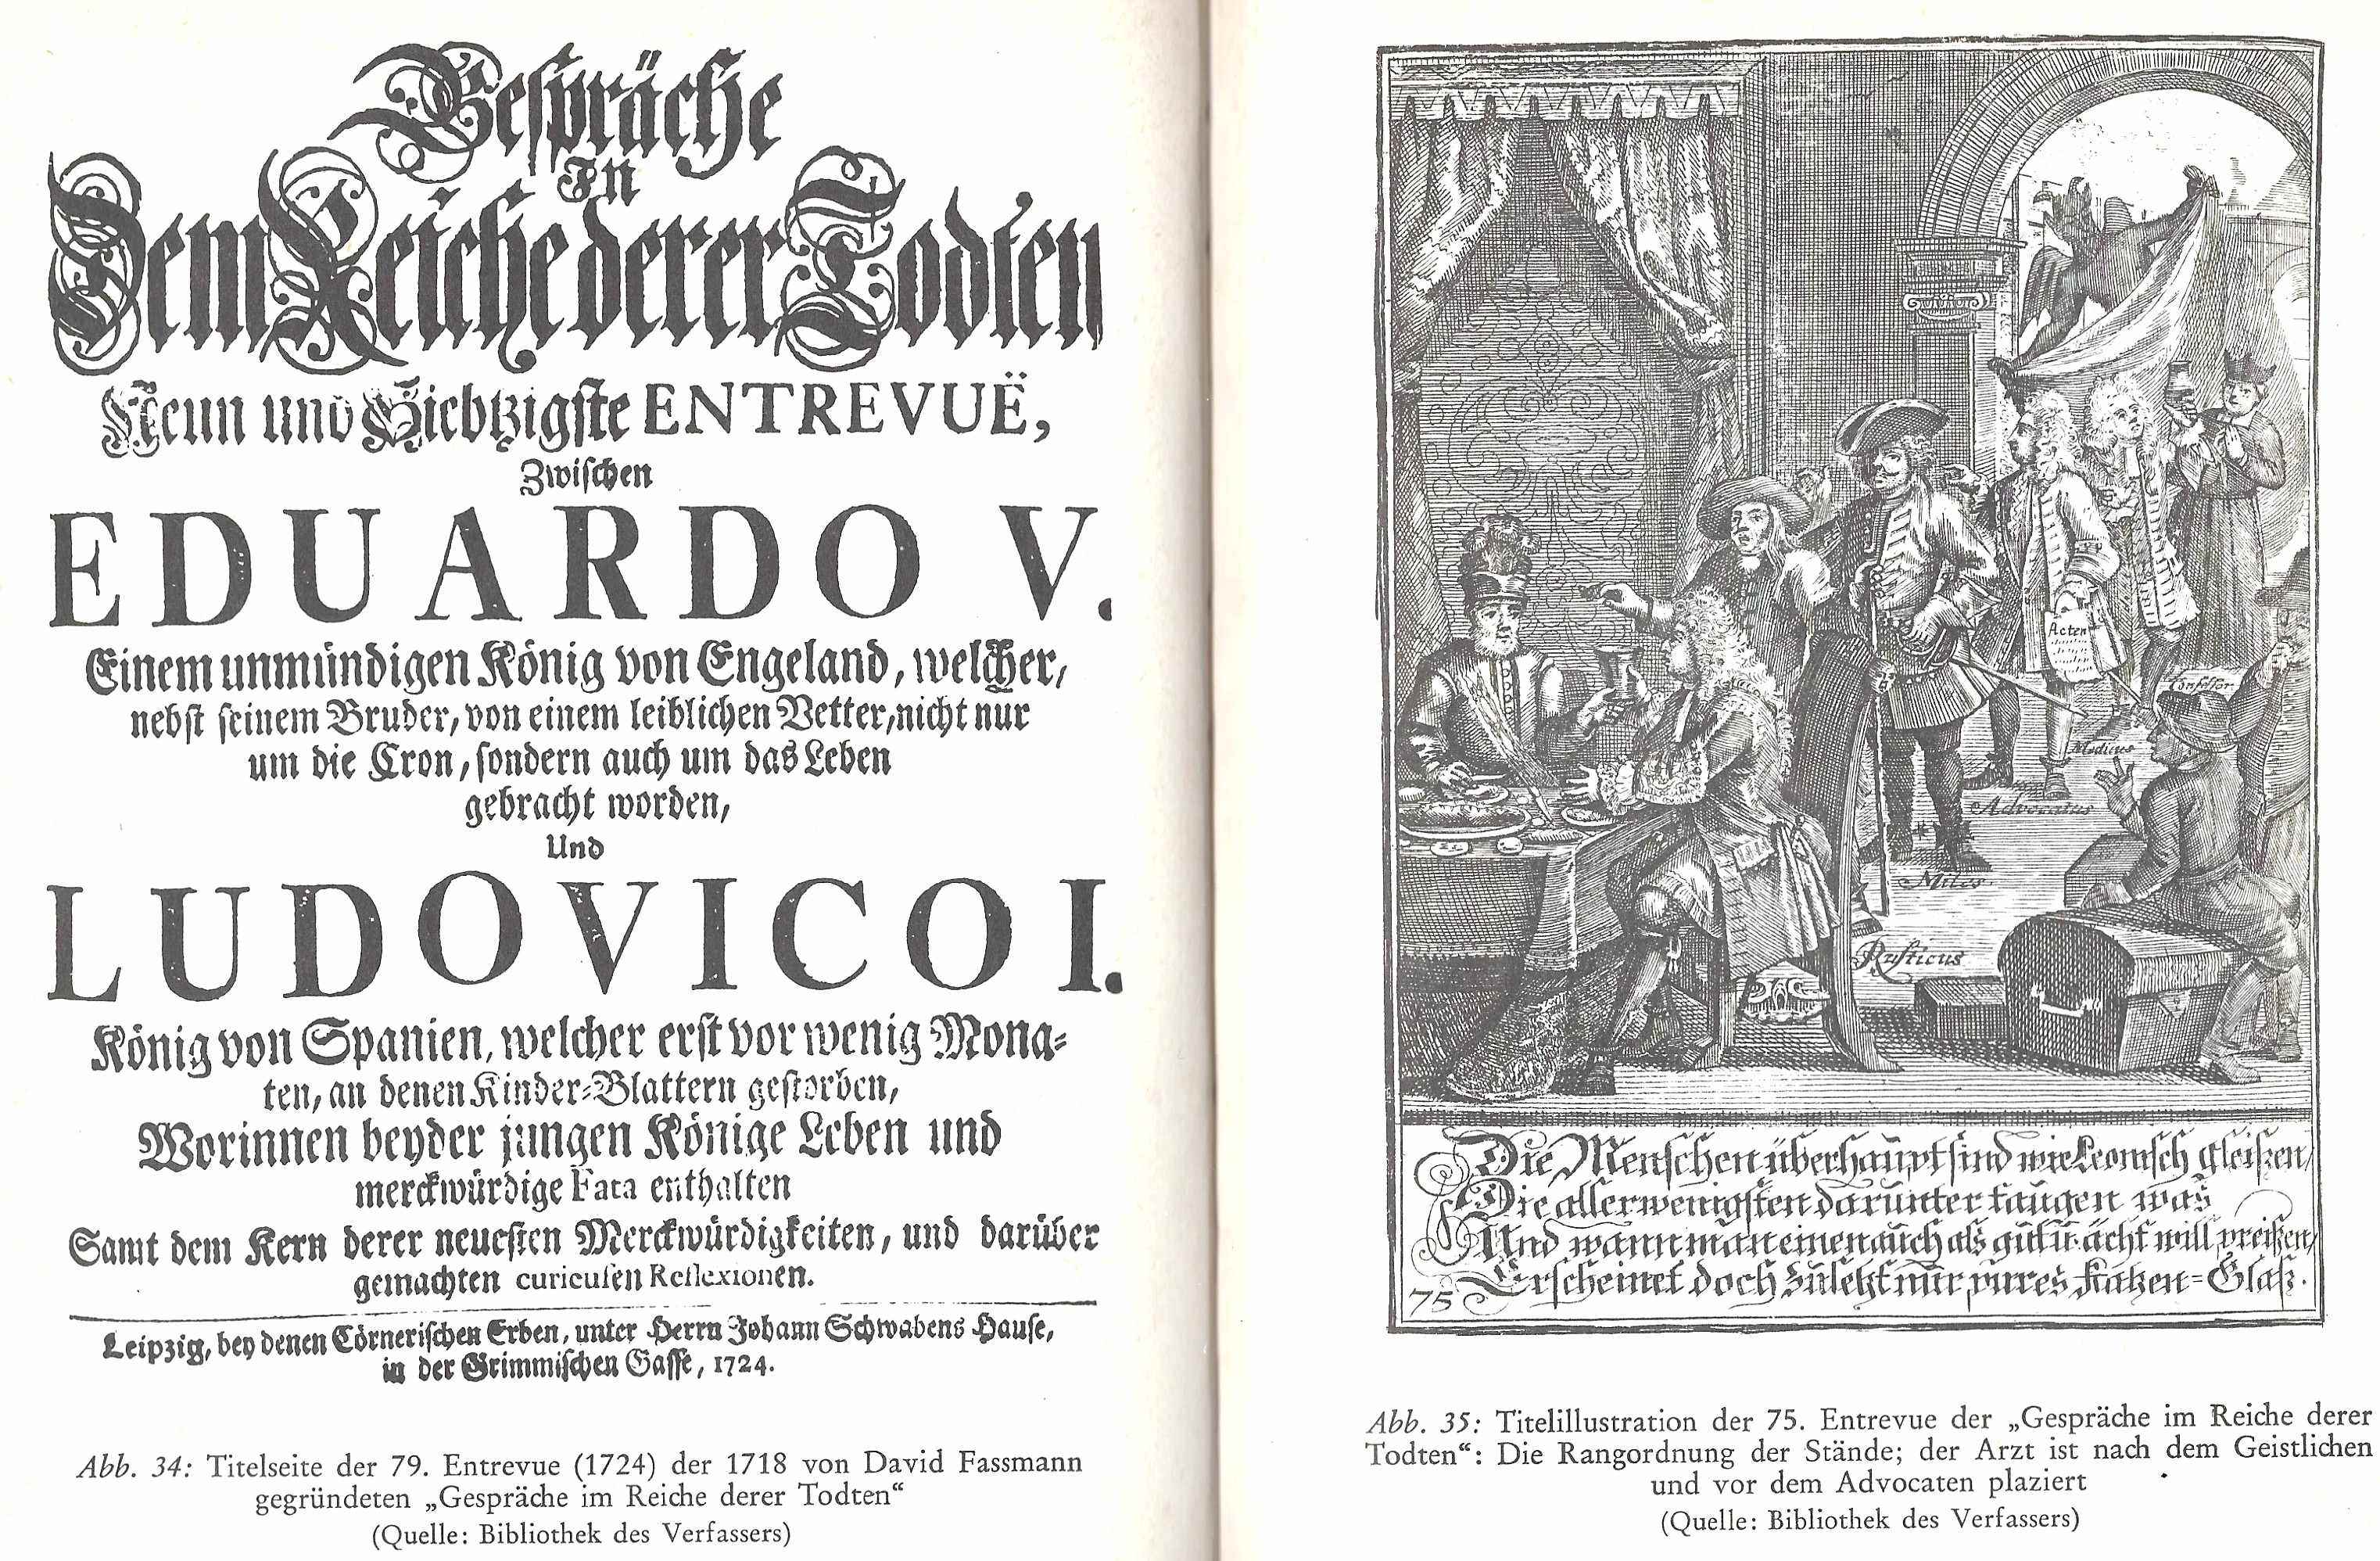 Gespräche
In
Dem Reiche derer Todten
Neun und Siebtzigste ENTREVUË,
Zwischen
EDUARDO V.
Einem unmündigen König von Engeland, welcher,
nebst seinem Bruder, von einem leiblichen Vetter, nicht nur
um die Cron, sondern auch um das Leben
gebracht worden,
Und
LUDOVICO I.
König von Spanien, welcher erst vor wenig Mona-
ten, an denen Kinder-Blattern gestorben,
Worinnen beyder jungen Könige Leben und
merckwürdige Fata enthalten
Samt dem Kern derer neuesten Merckwürdigkeiten, und darüber
gemachten curieusen Reflexionen.
Leipzig, bey denen Cörnerischen Erben, unter Herrn Johann Schwabens Hause,
in der Grimmischen Gasse, 1724.
Abb. 34: Titelseite der 79. Entrevue (1724) der 1718 von David Fassmann
gegründeten „Gespräche im Reiche derer Todten“
(Quelle: Bibliothek des Verfassers)
Acten
Confessor
Medicus
Advocatus
Miles.
Rusticus
Die Menschen überhaupt sind wie Leonisch gleißen,
Die allerwenigsten darunter taugen was
Und wann man einen auch als gut u. ächt will preißen,
Erscheinet doch zuletzt nur pures Katzen-Glaß.
75
Abb. 35: Titelillustration der 75. Entrevue der „Gespräche im Reiche derer
Todten“: Die Rangordnung der Stände; der Arzt ist nach dem Geistlichen
und vor dem Advocaten plaziert
(Quelle: Bibliothek des Verfassers)